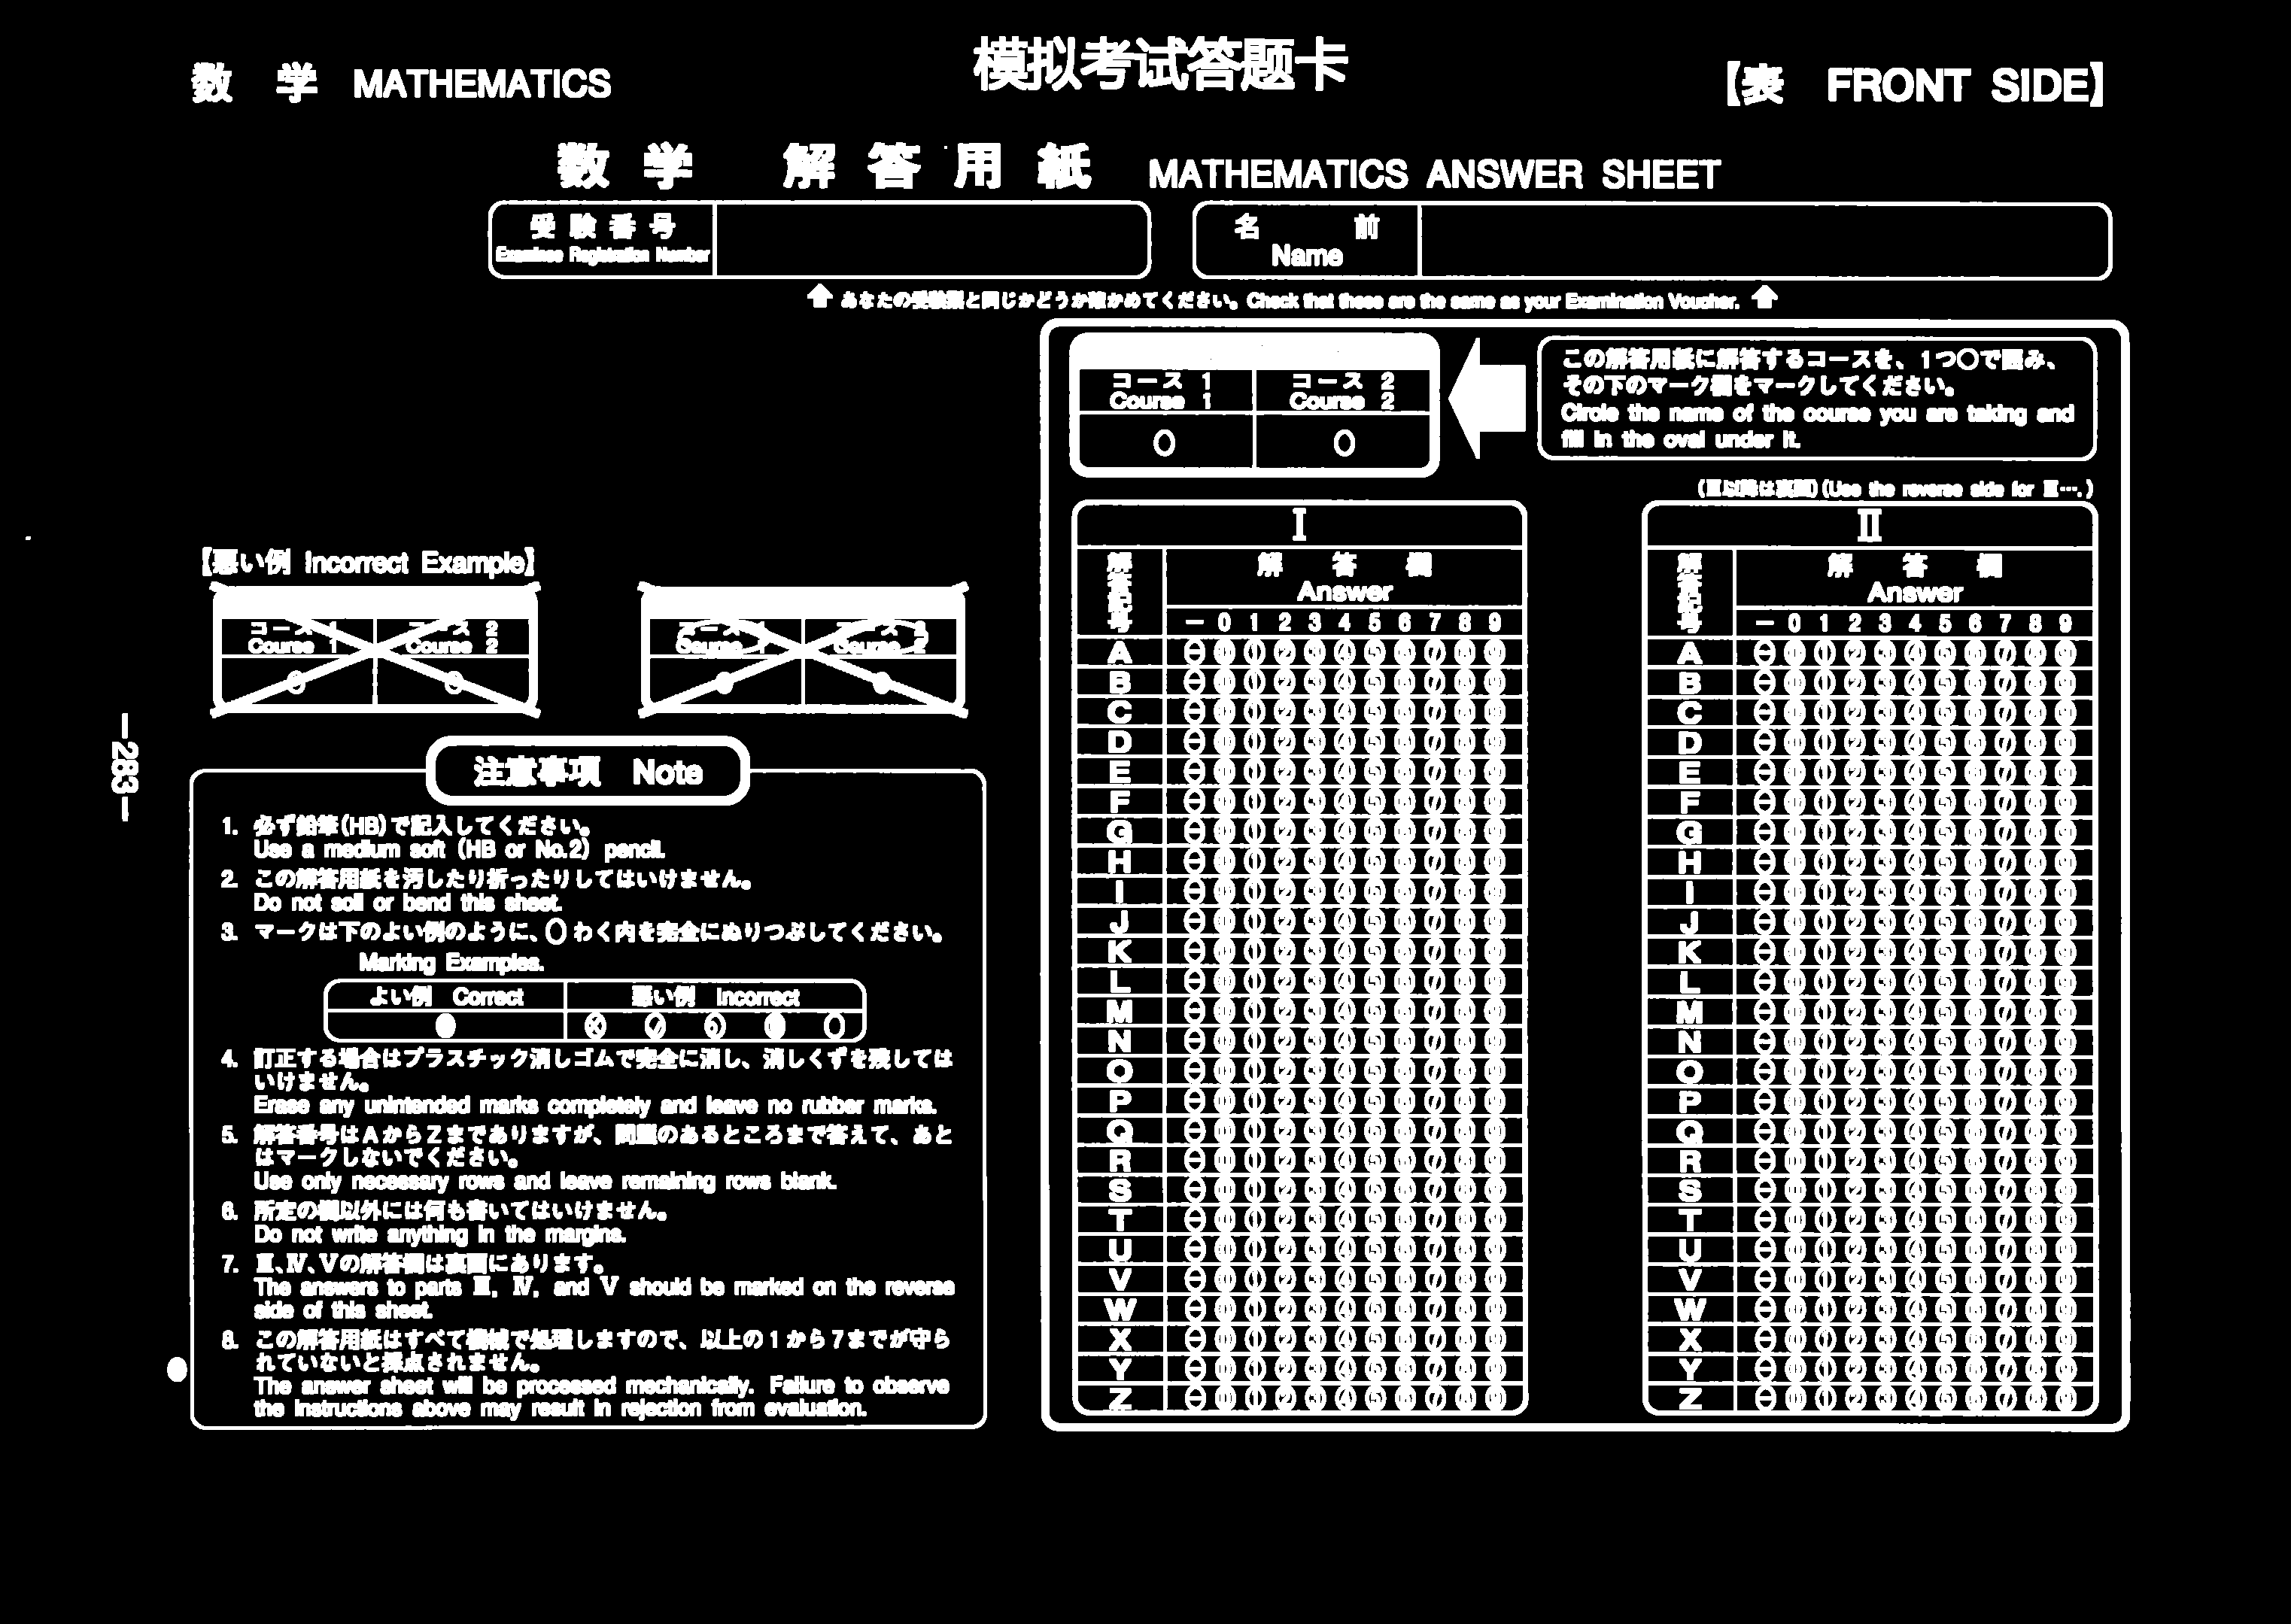 数 学 MATHEMATICS
模拟考试答题卡
【表 FRONT SIDE】
数 学 解 答 用 紙 MATHEMATICS ANSWER SHEET
受 験 番 号
Examinee Registration Number
名 前
Name
あなたの受験票と同じかどうか確かめてください。Check that these are the same as your Examination Voucher.
コース 1
Course 1
コース 2
Course 2
○ ○
この解答用紙に解答するコースを、1つ○で囲み、
その下のマーク欄をマークしてください。
Circle the name of the course you are taking and
fill in the oval under it.
(Ⅲ以降は裏面)(Use the reverse side for Ⅲ….)
【悪い例 Incorrect Example】
コース 1
Course 1
コース 2
Course 2
コース 1
Course 1
コース 2
Course 2
注意事項 Note
1. 必ず鉛筆(HB)で記入してください。
Use a medium soft (HB or No.2) pencil.
2. この解答用紙を汚したり折ったりしてはいけません。
Do not soil or bend this sheet.
3. マークは下のよい例のように、○わく内を完全にぬりつぶしてください。
Marking Examples.
よい例 Correct 悪い例 Incorrect
4. 訂正する場合はプラスチック消しゴムで完全に消し、消しくずを残しては
いけません。
Erase any unintended marks completely and leave no rubber marks.
5. 解答番号はAからZまでありますが、問題のあるところまで答えて、あと
はマークしないでください。
Use only necessary rows and leave remaining rows blank.
6. 所定の欄以外には何も書いてはいけません。
Do not write anything in the margins.
7. Ⅲ、Ⅳ、Ⅴの解答欄は裏面にあります。
The answers to parts Ⅲ, Ⅳ, and Ⅴ should be marked on the reverse
side of this sheet.
8. この解答用紙はすべて機械で処理しますので、以上の1から7までが守ら
れていないと採点されません。
The answer sheet will be processed mechanically. Failure to observe
the instructions above may result in rejection from evaluation.
Ⅰ
解答記号
解 答 欄
Answer
− 0 1 2 3 4 5 6 7 8 9
A ⊖ 0 1 2 3 4 5 6 7 8 9
B ⊖ 0 1 2 3 4 5 6 7 8 9
C ⊖ 0 1 2 3 4 5 6 7 8 9
D ⊖ 0 1 2 3 4 5 6 7 8 9
E ⊖ 0 1 2 3 4 5 6 7 8 9
F ⊖ 0 1 2 3 4 5 6 7 8 9
G ⊖ 0 1 2 3 4 5 6 7 8 9
H ⊖ 0 1 2 3 4 5 6 7 8 9
I ⊖ 0 1 2 3 4 5 6 7 8 9
J ⊖ 0 1 2 3 4 5 6 7 8 9
K ⊖ 0 1 2 3 4 5 6 7 8 9
L ⊖ 0 1 2 3 4 5 6 7 8 9
M ⊖ 0 1 2 3 4 5 6 7 8 9
N ⊖ 0 1 2 3 4 5 6 7 8 9
O ⊖ 0 1 2 3 4 5 6 7 8 9
P ⊖ 0 1 2 3 4 5 6 7 8 9
Q ⊖ 0 1 2 3 4 5 6 7 8 9
R ⊖ 0 1 2 3 4 5 6 7 8 9
S ⊖ 0 1 2 3 4 5 6 7 8 9
T ⊖ 0 1 2 3 4 5 6 7 8 9
U ⊖ 0 1 2 3 4 5 6 7 8 9
V ⊖ 0 1 2 3 4 5 6 7 8 9
W ⊖ 0 1 2 3 4 5 6 7 8 9
X ⊖ 0 1 2 3 4 5 6 7 8 9
Y ⊖ 0 1 2 3 4 5 6 7 8 9
Z ⊖ 0 1 2 3 4 5 6 7 8 9
Ⅱ
解答記号
解 答 欄
Answer
− 0 1 2 3 4 5 6 7 8 9
A ⊖ 0 1 2 3 4 5 6 7 8 9
B ⊖ 0 1 2 3 4 5 6 7 8 9
C ⊖ 0 1 2 3 4 5 6 7 8 9
D ⊖ 0 1 2 3 4 5 6 7 8 9
E ⊖ 0 1 2 3 4 5 6 7 8 9
F ⊖ 0 1 2 3 4 5 6 7 8 9
G ⊖ 0 1 2 3 4 5 6 7 8 9
H ⊖ 0 1 2 3 4 5 6 7 8 9
I ⊖ 0 1 2 3 4 5 6 7 8 9
J ⊖ 0 1 2 3 4 5 6 7 8 9
K ⊖ 0 1 2 3 4 5 6 7 8 9
L ⊖ 0 1 2 3 4 5 6 7 8 9
M ⊖ 0 1 2 3 4 5 6 7 8 9
N ⊖ 0 1 2 3 4 5 6 7 8 9
O ⊖ 0 1 2 3 4 5 6 7 8 9
P ⊖ 0 1 2 3 4 5 6 7 8 9
Q ⊖ 0 1 2 3 4 5 6 7 8 9
R ⊖ 0 1 2 3 4 5 6 7 8 9
S ⊖ 0 1 2 3 4 5 6 7 8 9
T ⊖ 0 1 2 3 4 5 6 7 8 9
U ⊖ 0 1 2 3 4 5 6 7 8 9
V ⊖ 0 1 2 3 4 5 6 7 8 9
W ⊖ 0 1 2 3 4 5 6 7 8 9
X ⊖ 0 1 2 3 4 5 6 7 8 9
Y ⊖ 0 1 2 3 4 5 6 7 8 9
Z ⊖ 0 1 2 3 4 5 6 7 8 9
—283—